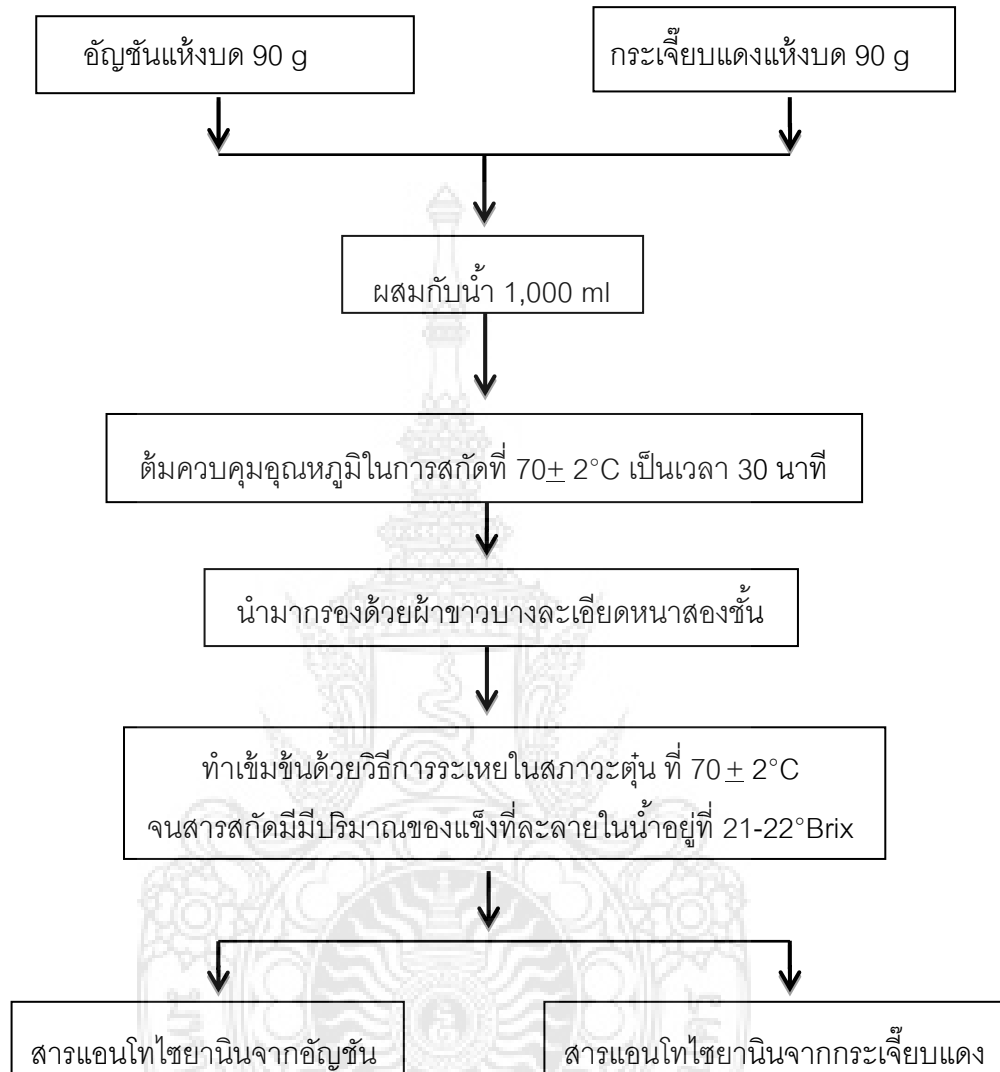 อัญชันแห้งบด 90 g
กระเจี๊ยบแดงแห้งบด 90 g
ผสมกับน้ำ 1,000 ml
ต้มควบคุมอุณหภูมิในการสกัดที่ 70± 2°C เป็นเวลา 30 นาที
นำมากรองด้วยผ้าขาวบางละเอียดหนาสองชั้น
ทำเข้มข้นด้วยวิธีการระเหยในสภาวะตุ๋น ที่ 70 ± 2°C
จนสารสกัดมีมีปริมาณของแข็งที่ละลายในน้ำอยู่ที่ 21-22°Brix
สารแอนโทไซยานินจากอัญชัน
สารแอนโทไซยานินจากกระเจี๊ยบแดง